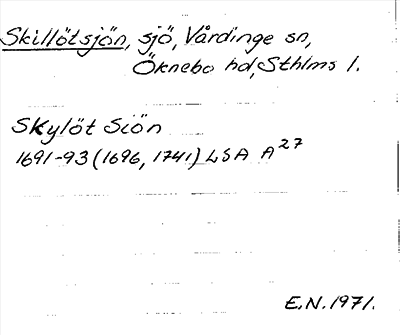 Skillötsjön, sjö, Vårdinge sn,
Öknebo hd, Sthlms l.
Skylöt Siön
1691-93 (1696, 1741) LSA A27
E.N. 1971.